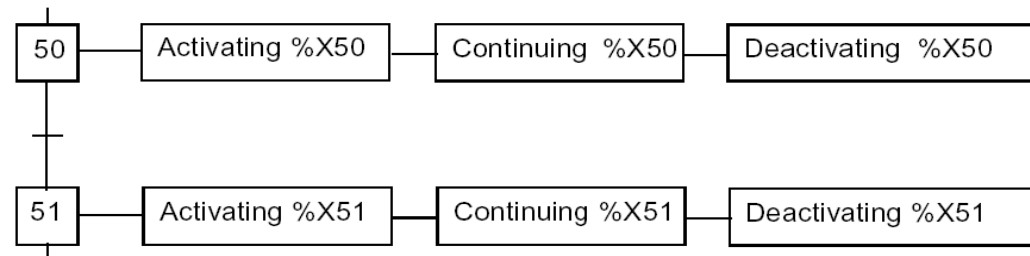 50 Activating %X50 Continuing %X50 Deactivating %X50
51 Activating %X51 Continuing %X51 Deactivating %X51